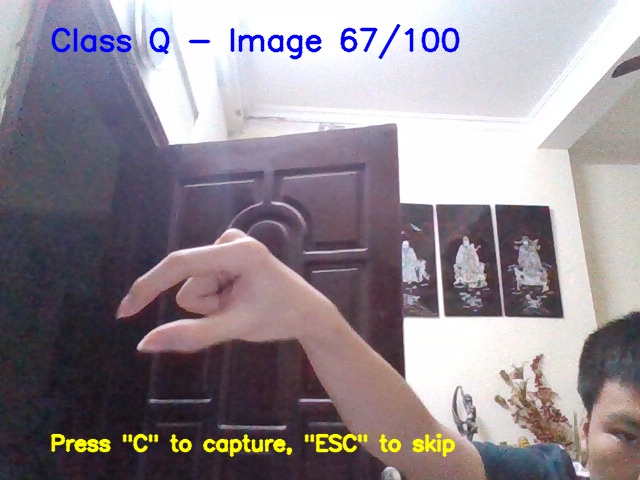 Class Q - Image 67/100
Press "C" to capture, "ESC" to skip